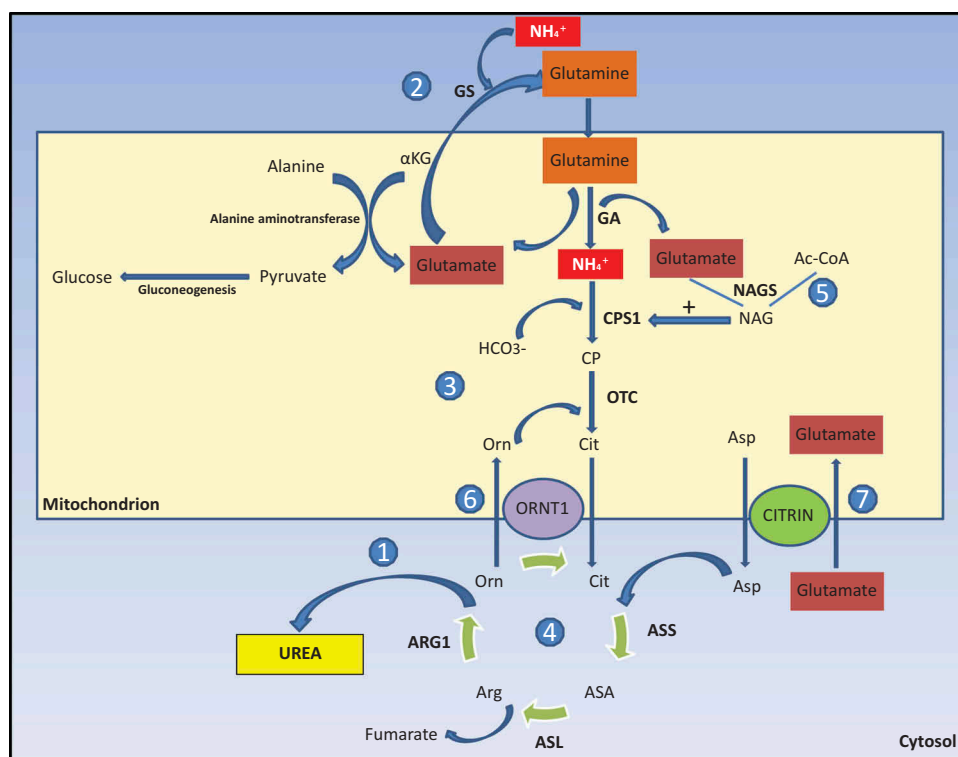 NH₄⁺
2
GS
Glutamine
Alanine
αKG
Glutamine
Alanine aminotransferase
GA
Glucose
Gluconeogenesis
Pyruvate
Glutamate
NH₄⁺
Glutamate
Ac-CoA
NAGS
5
+
CPS1
NAG
HCO3-
CP
3
OTC
Orn
Cit
Asp
Glutamate
Mitochondrion
6
ORNT1
CITRIN
7
1
Orn
Cit
Asp
Glutamate
UREA
ARG1
4
ASS
Arg
ASA
Fumarate
ASL
Cytosol